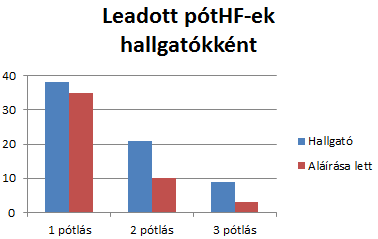 Leadott pótHF-ek
hallgatókként
40
30
20
10
0
1 pótlás 2 pótlás 3 pótlás
Hallgató
Aláírása lett